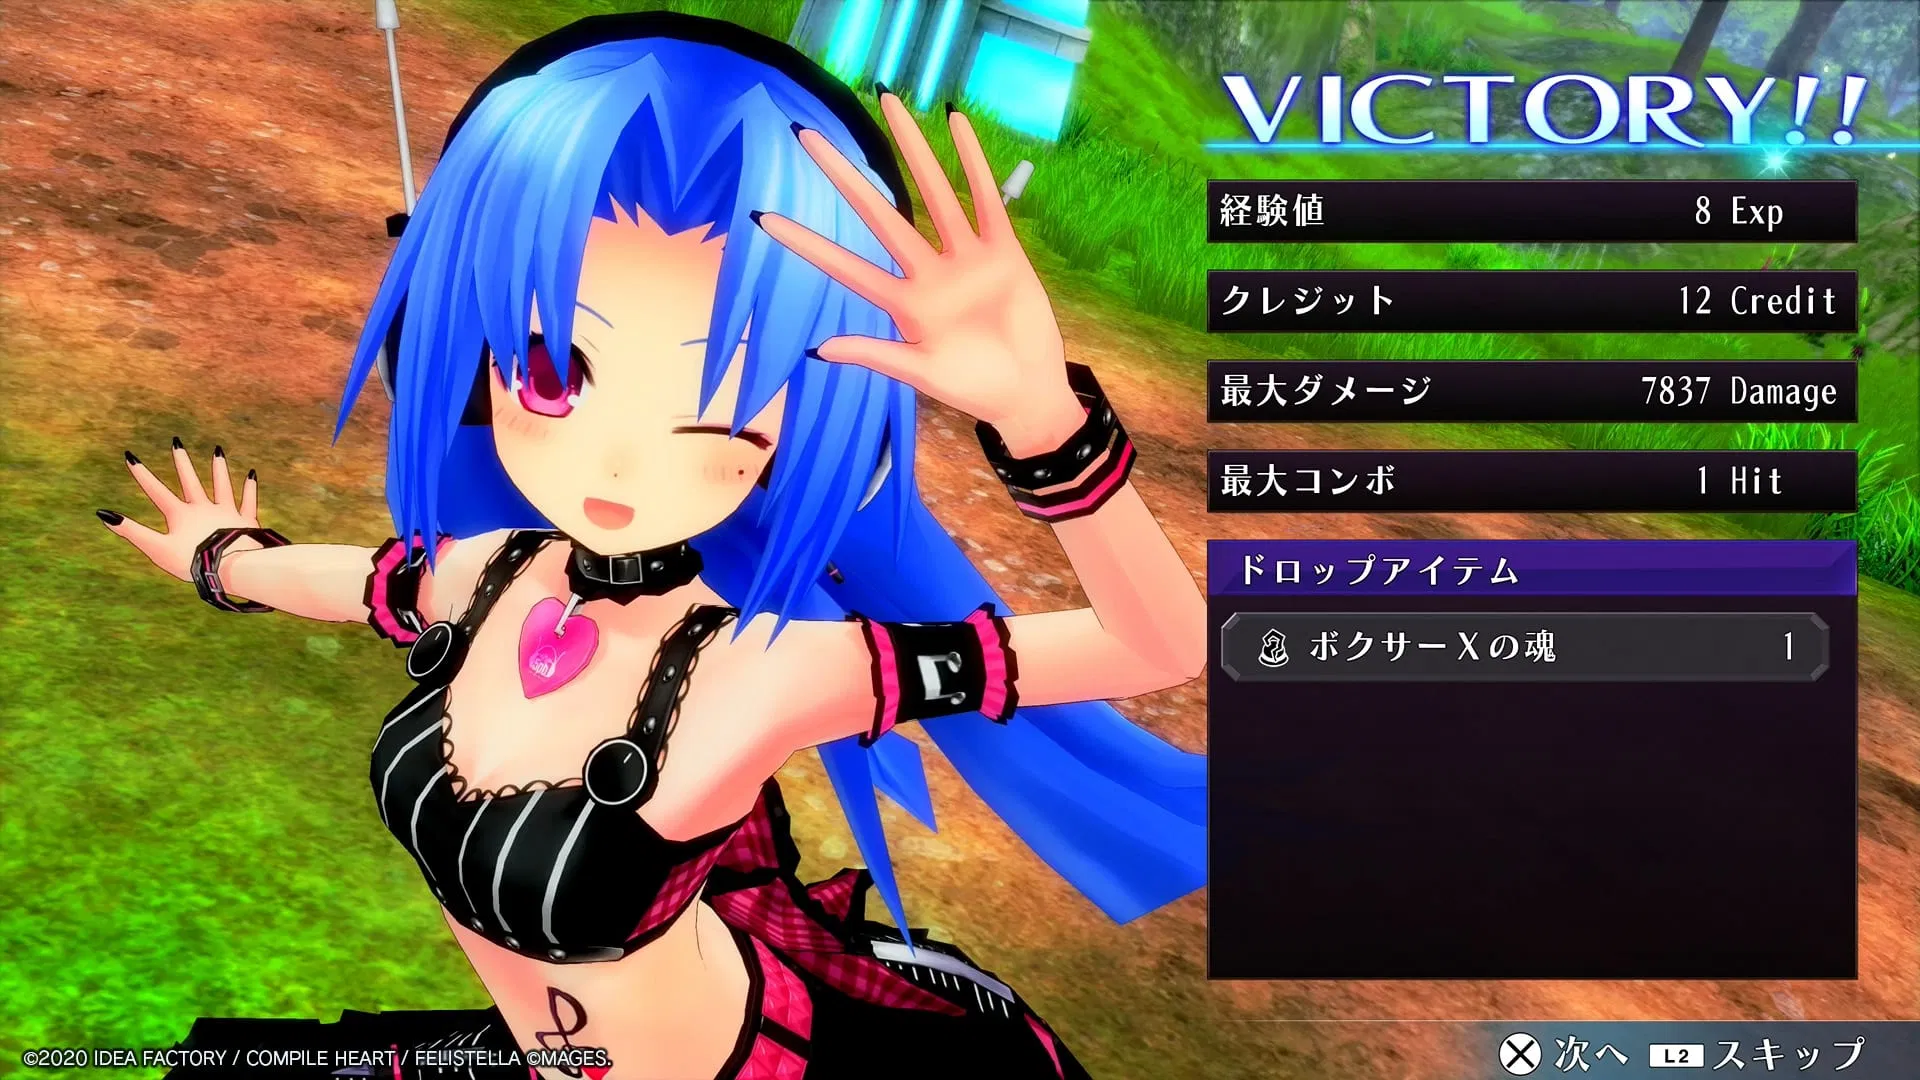 VICTORY!!
経験値 8 Exp
クレジット 12 Credit
最大ダメージ 7837 Damage
最大コンボ 1 Hit
ドロップアイテム
ボクサーXの魂 1
©2020 IDEA FACTORY / COMPILE HEART / FELISTELLA ©MAGES.
次へ L2 スキップ